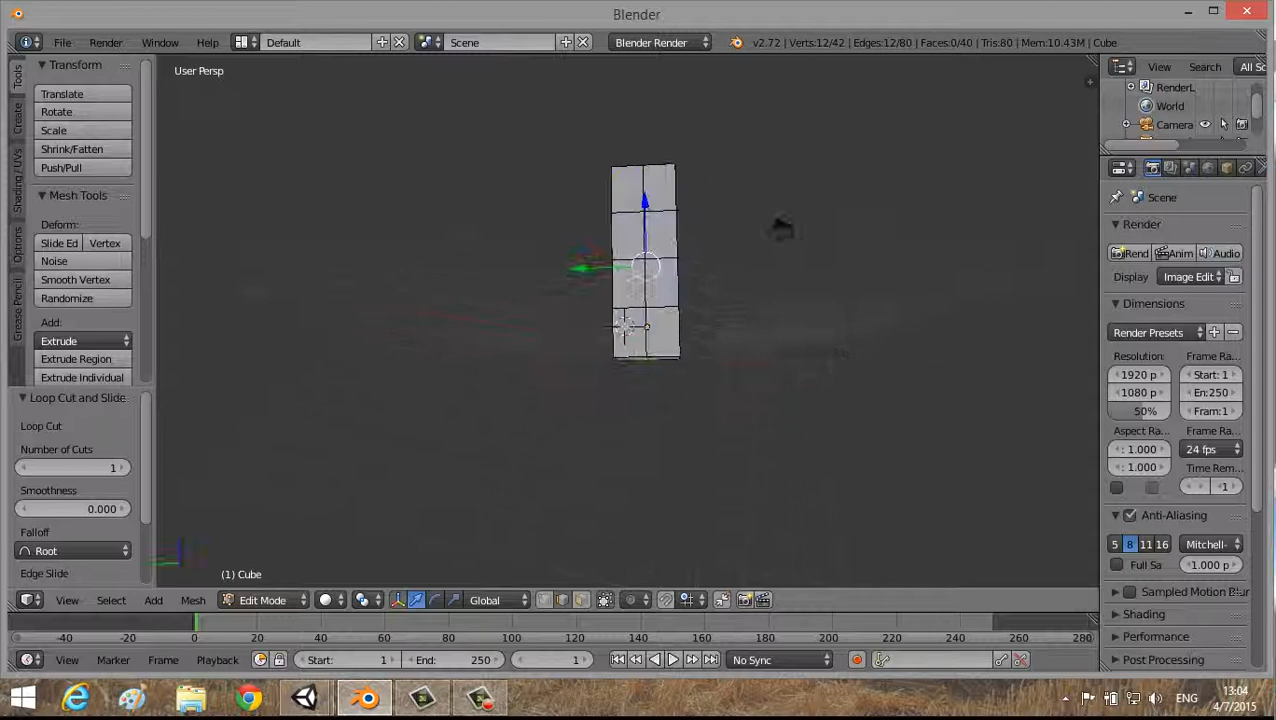 Blender
File Render Window Help Default Scene Blender Render v2.72 | Verts:12/42 | Edges:12/80 | Faces:0/40 | Tris:80 | Mem:10.43M | Cube
Tools
Create
Shading / UVs
Options
Grease Pencil
Transform
Translate
Rotate
Scale
Shrink/Fatten
Push/Pull
Mesh Tools
Deform:
Slide Ed Vertex
Noise
Smooth Vertex
Randomize
Add:
Extrude
Extrude Region
Extrude Individual
Loop Cut and Slide
Loop Cut
Number of Cuts
1
Smoothness
0.000
Falloff
Root
Edge Slide
User Persp
(1) Cube
View Search All Sc
RenderL
World
Camera
Scene
Render
Rend Anim Audio
Display Image Edit
Dimensions
Render Presets
Resolution: Frame Ra...
1920 p Start: 1
1080 p En:250
50% Fram:1
Aspect Ra... Frame Ra...
: 1.000 24 fps
: 1.000 Time Rem...
1
Anti-Aliasing
5 8 11 16 Mitchell-
Full Sa 1.000 p
Sampled Motion Blur
Shading
Performance
Post Processing
View Select Add Mesh Edit Mode Global
-40 -20 0 20 40 60 80 100 120 140 160 180 200 220 240 260 280
View Marker Frame Playback Start: 1 End: 250 1 No Sync
ENG
13:04
4/7/2015